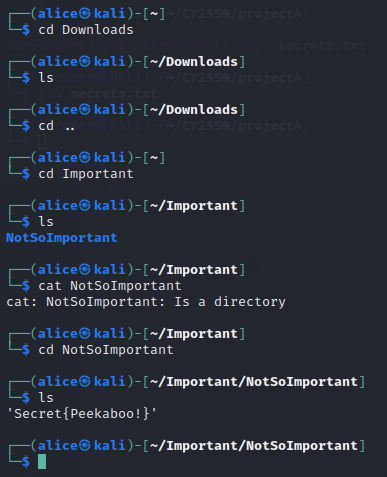 ┌──(alice㉿kali)-[~]
└─$ cd Downloads
┌──(alice㉿kali)-[~/Downloads]
└─$ ls
┌──(alice㉿kali)-[~/Downloads]
└─$ cd ..
┌──(alice㉿kali)-[~]
└─$ cd Important
┌──(alice㉿kali)-[~/Important]
└─$ ls
NotSoImportant
┌──(alice㉿kali)-[~/Important]
└─$ cat NotSoImportant
cat: NotSoImportant: Is a directory
┌──(alice㉿kali)-[~/Important]
└─$ cd NotSoImportant
┌──(alice㉿kali)-[~/Important/NotSoImportant]
└─$ ls
'Secret{Peekaboo!}'
┌──(alice㉿kali)-[~/Important/NotSoImportant]
└─$